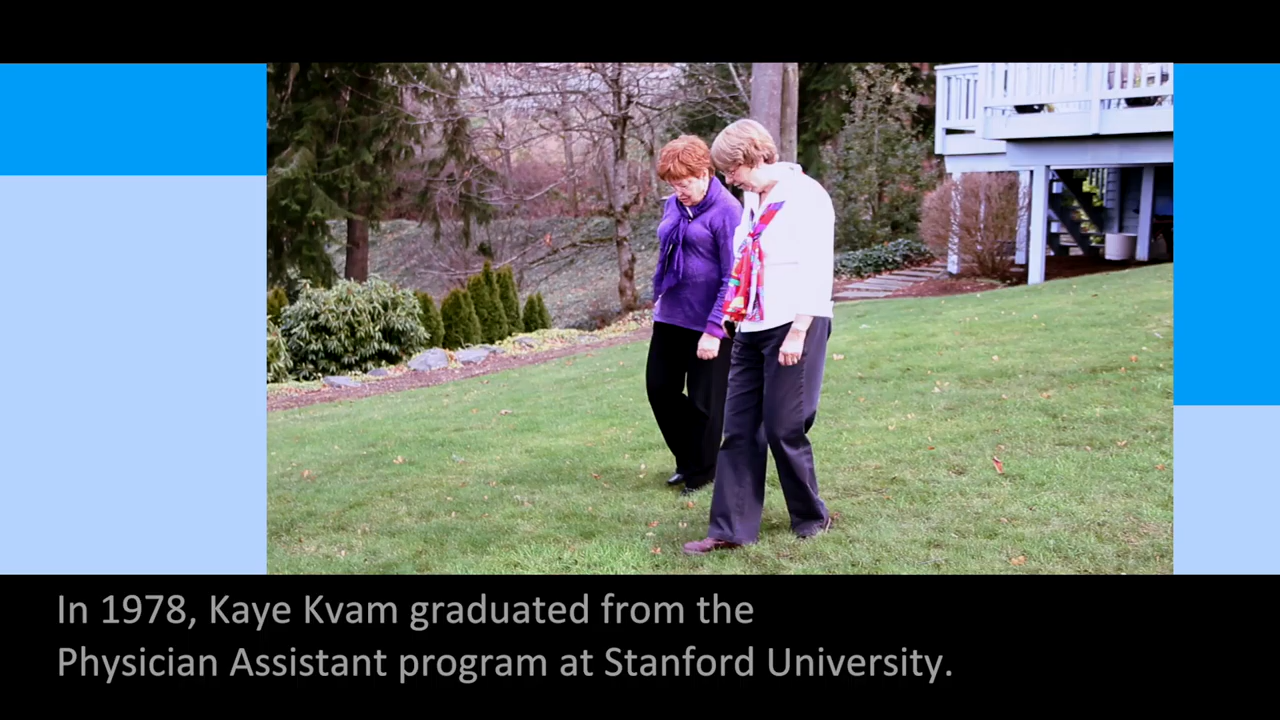 In 1978, Kaye Kvam graduated from the
Physician Assistant program at Stanford University.